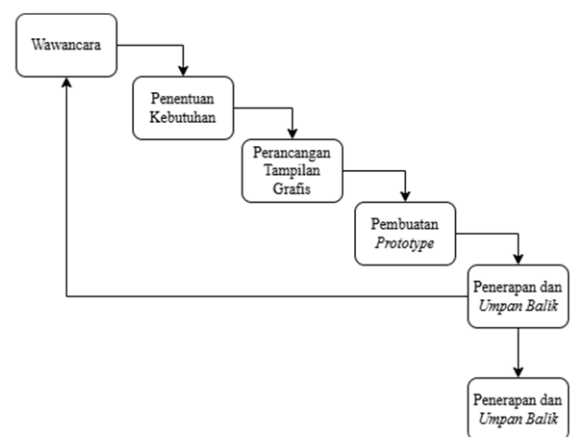 Wawancara
Penentuan
Kebutuhan
Perancangan
Tampilan
Grafis
Pembuatan
Prototype
Penerapan dan
Umpan Balik
Penerapan dan
Umpan Balik